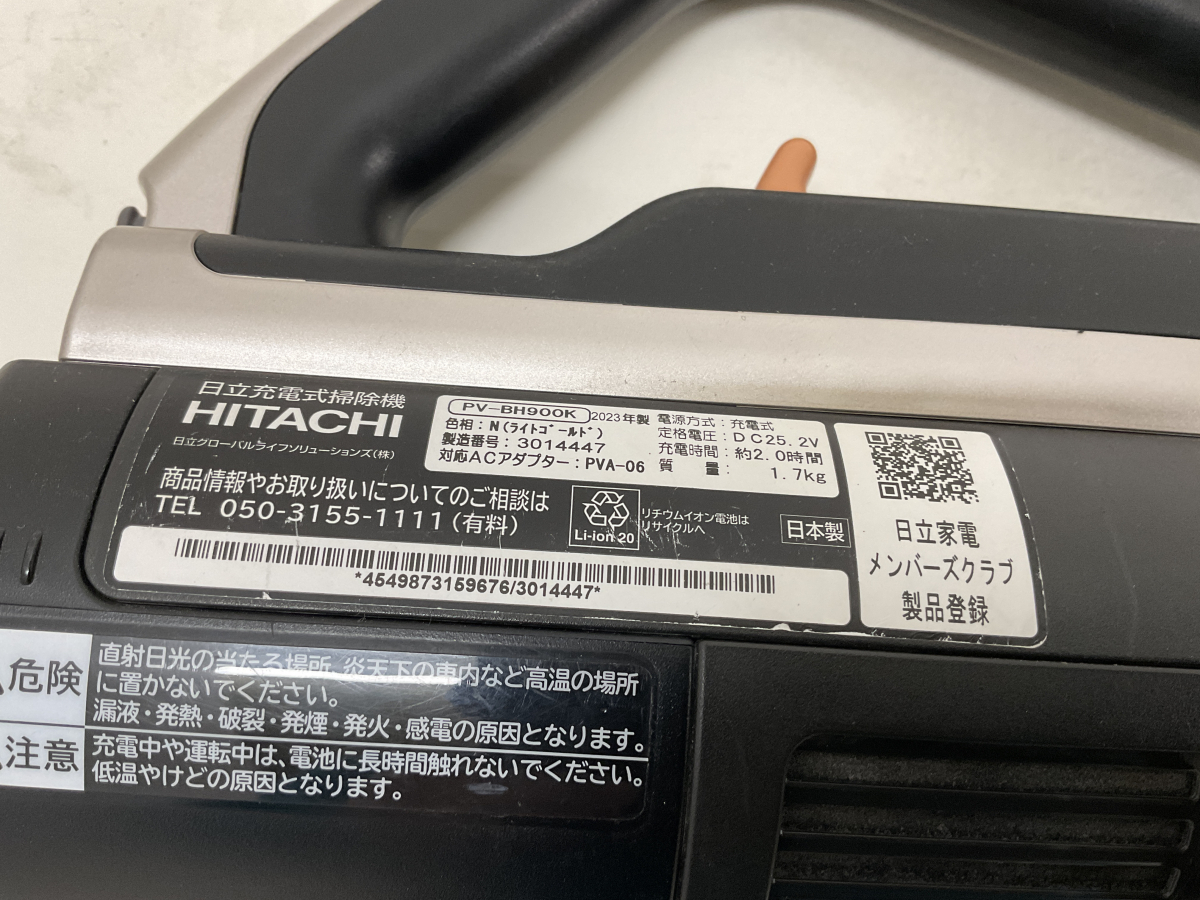 日立充電式掃除機
HITACHI
日立グローバルライフソリューションズ(株)
PV-BH900K 2023年製
色相:N(ライトゴールド)
製造番号:3014447
対応ACアダプター:PVA-06
電源方式:充電式
定格電圧:DC25.2V
充電時間:約2.0時間
質量:1.7kg
商品情報やお取り扱いについてのご相談は
TEL 050-3155-1111(有料)
Li-ion 20
リチウムイオン電池は
リサイクルへ
日本製
*4549873159676/3014447*
日立家電
メンバーズクラブ
製品登録
危険
直射日光の当たる場所、炎天下の車内など高温の場所
に置かないでください。
漏液・発熱・破裂・発煙・発火・感電の原因となります。
注意
充電中や運転中は、電池に長時間触れないでください。
低温やけどの原因となります。